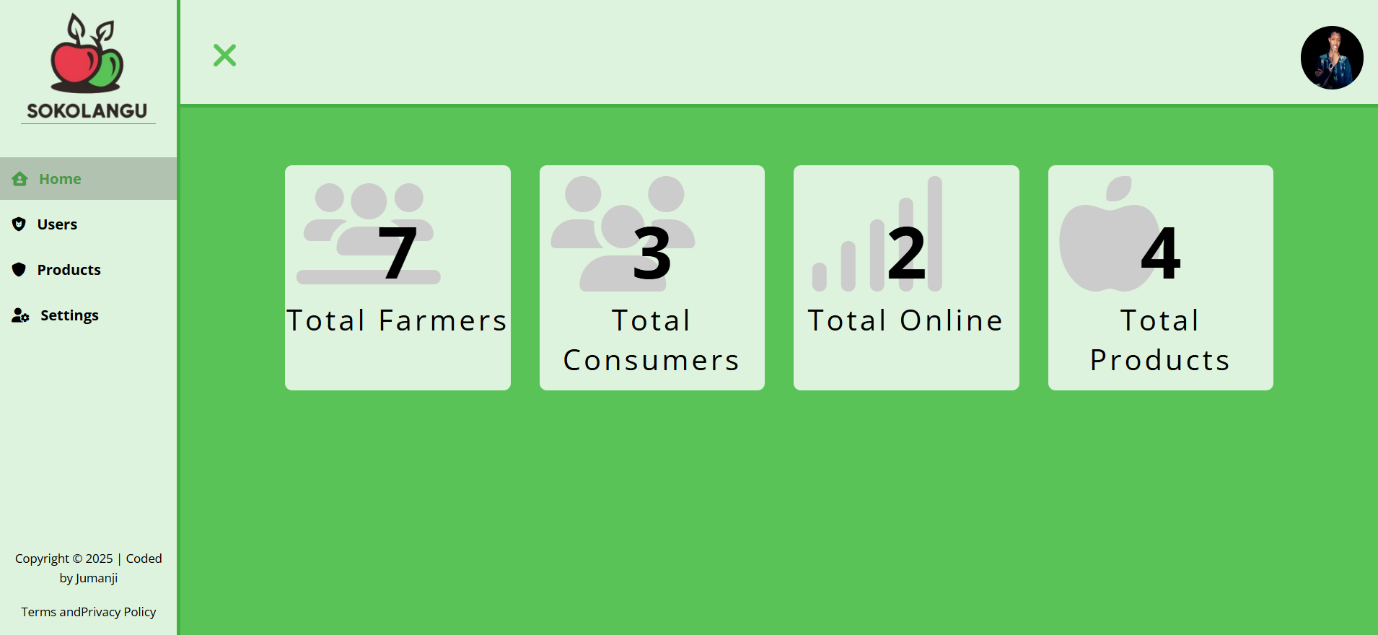 SOKOLANGU
Home
Users
Products
Settings
Copyright © 2025 | Coded
by Jumanji
Terms andPrivacy Policy
7
Total Farmers
3
Total
Consumers
2
Total Online
4
Total
Products